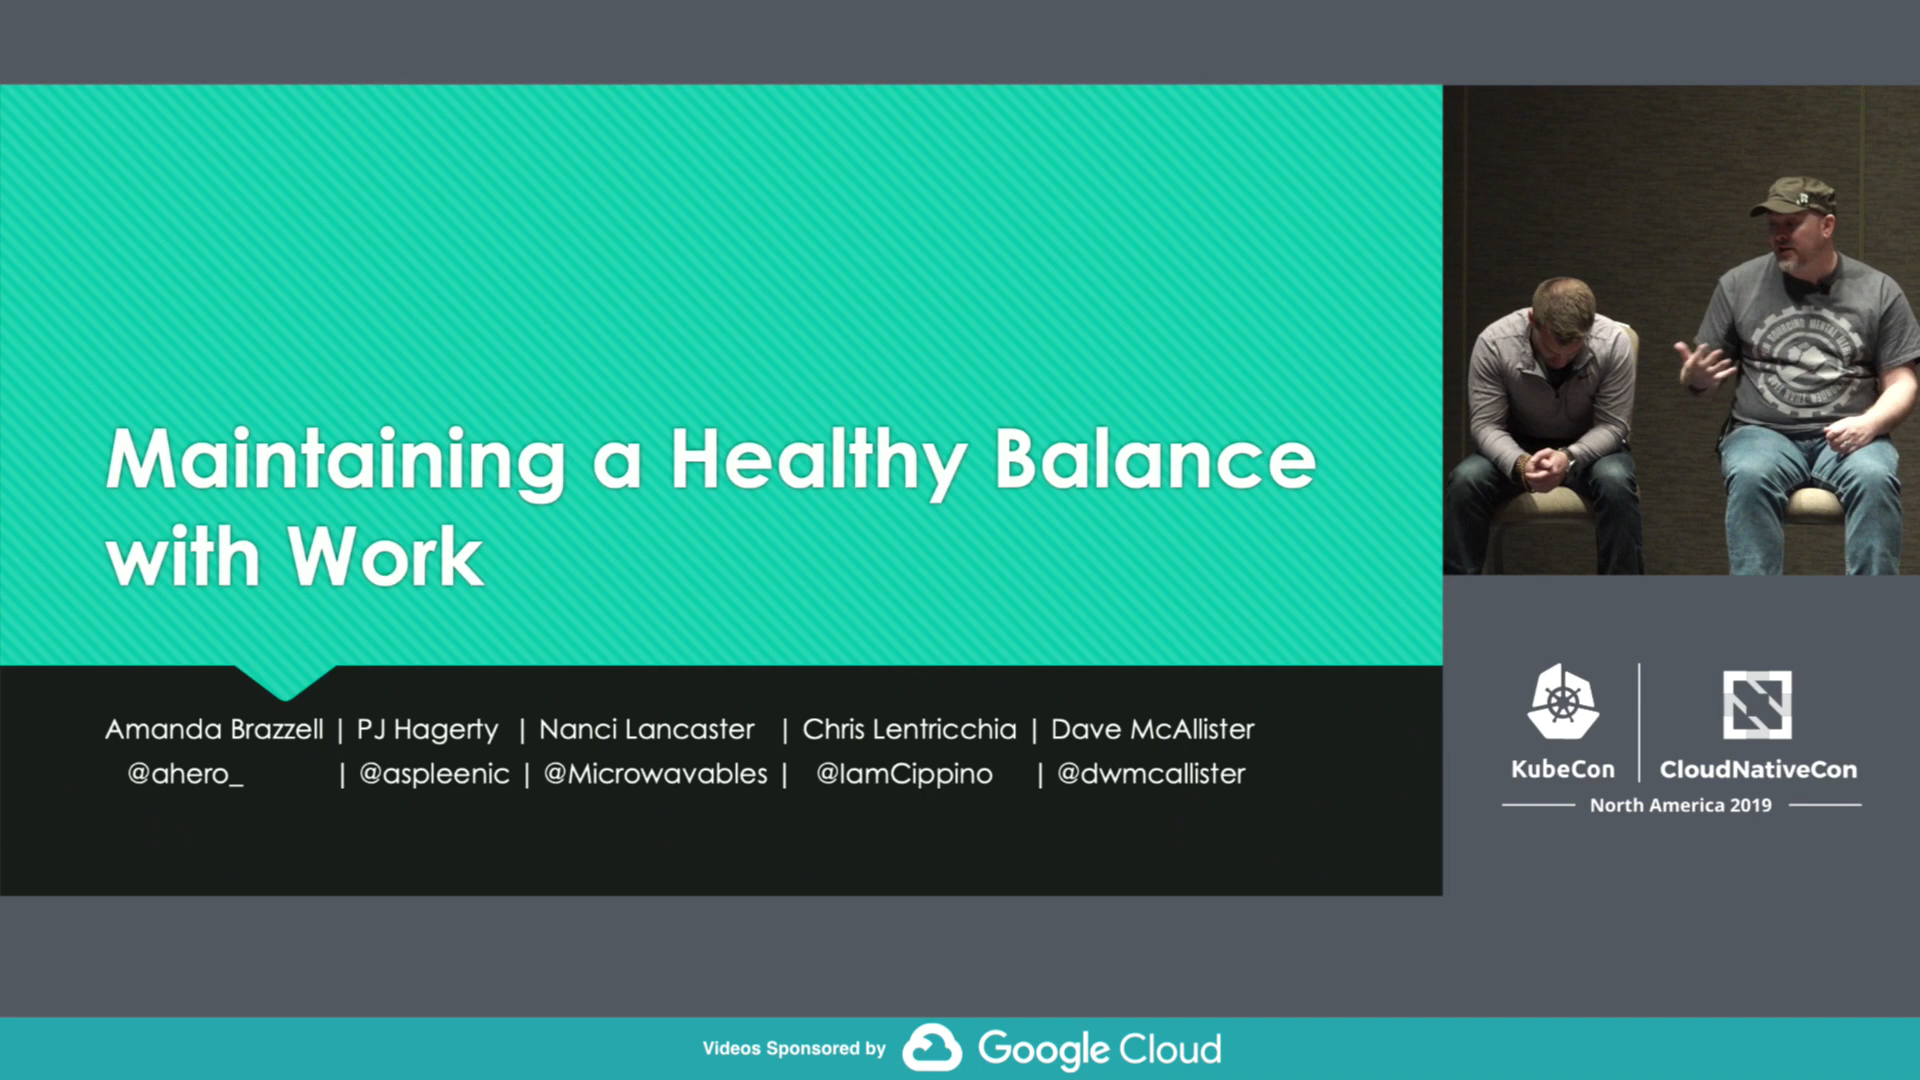 Maintaining a Healthy Balance
with Work
Amanda Brazzell | PJ Hagerty | Nanci Lancaster | Chris Lentricchia | Dave McAllister
@ahero_ | @aspleenic | @Microwavables | @IamCippino | @dwmcallister
KubeCon
CloudNativeCon
North America 2019
Videos Sponsored by Google Cloud